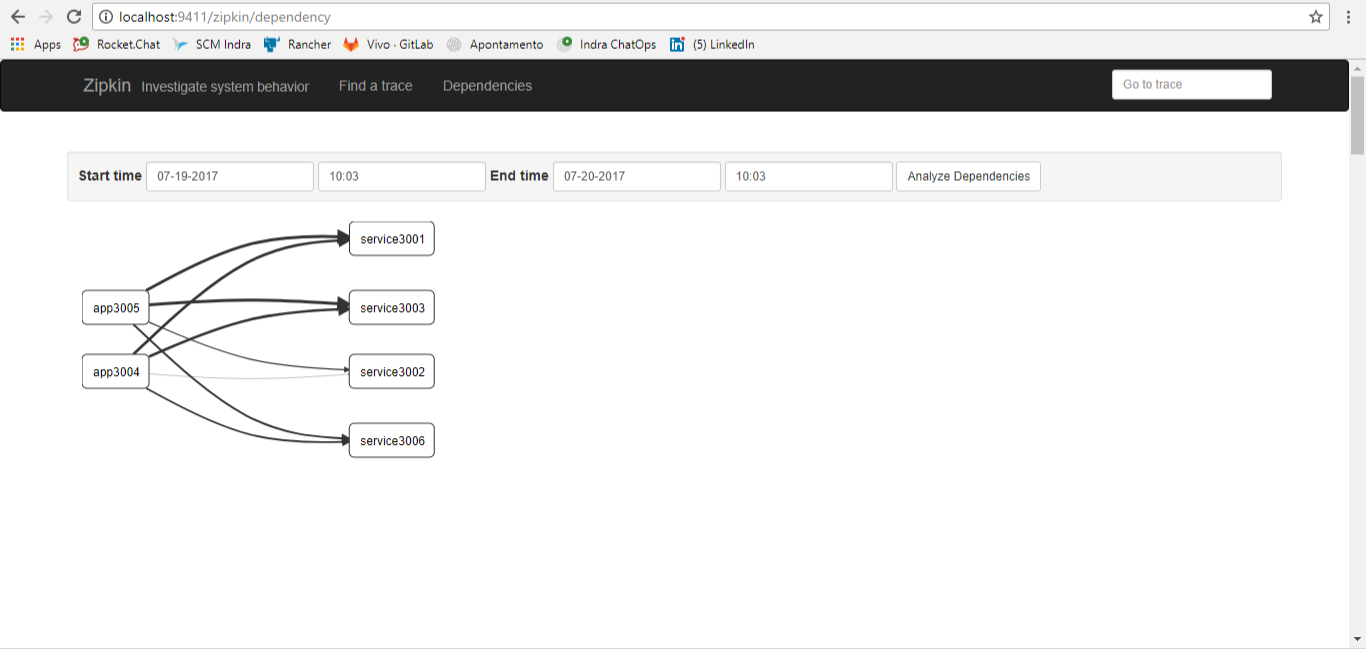 localhost:9411/zipkin/dependency
Apps Rocket.Chat SCM Indra Rancher Vivo · GitLab Apontamento Indra ChatOps (5) LinkedIn
Zipkin Investigate system behavior Find a trace Dependencies Go to trace
Start time 07-19-2017 10:03 End time 07-20-2017 10:03 Analyze Dependencies
service3001
app3005
service3003
app3004
service3002
service3006